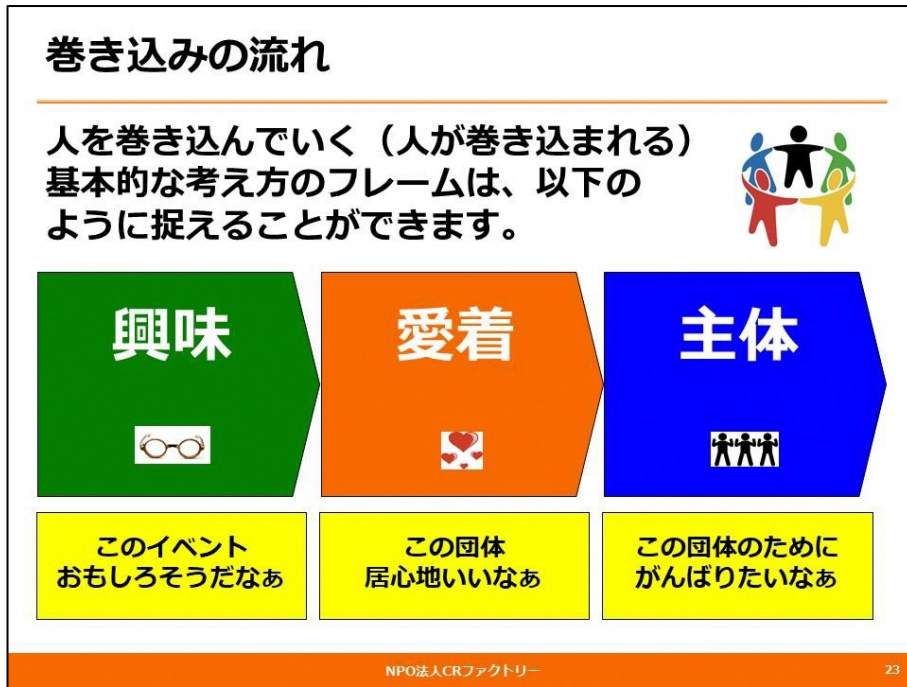 巻き込みの流れ
人を巻き込んでいく（人が巻き込まれる）
基本的な考え方のフレームは、以下の
ように捉えることができます。
興味
愛着
主体
このイベント
おもしろそうだなぁ
この団体
居心地いいなぁ
この団体のために
がんばりたいなぁ
NPO法人CRファクトリー
23